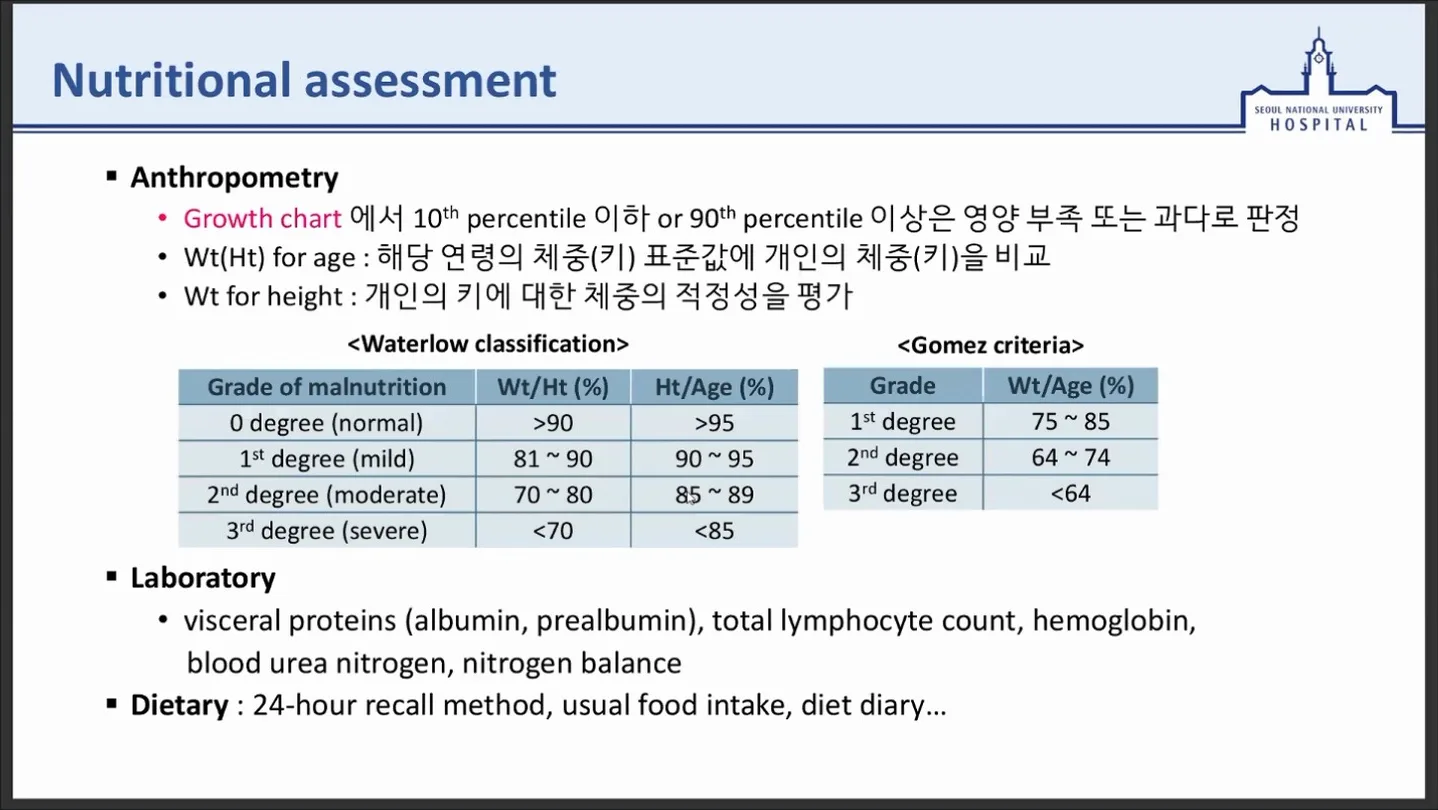 Nutritional assessment
SEOUL NATIONAL UNIVERSITY
HOSPITAL
▪ Anthropometry
• Growth chart 에서 10th percentile 이하 or 90th percentile 이상은 영양 부족 또는 과다로 판정
• Wt(Ht) for age : 해당 연령의 체중(키) 표준값에 개인의 체중(키)을 비교
• Wt for height : 개인의 키에 대한 체중의 적정성을 평가
<Waterlow classification>
Grade of malnutrition Wt/Ht (%) Ht/Age (%)
0 degree (normal) >90 >95
1st degree (mild) 81 ~ 90 90 ~ 95
2nd degree (moderate) 70 ~ 80 85 ~ 89
3rd degree (severe) <70 <85
<Gomez criteria>
Grade Wt/Age (%)
1st degree 75 ~ 85
2nd degree 64 ~ 74
3rd degree <64
▪ Laboratory
• visceral proteins (albumin, prealbumin), total lymphocyte count, hemoglobin,
blood urea nitrogen, nitrogen balance
▪ Dietary : 24-hour recall method, usual food intake, diet diary…